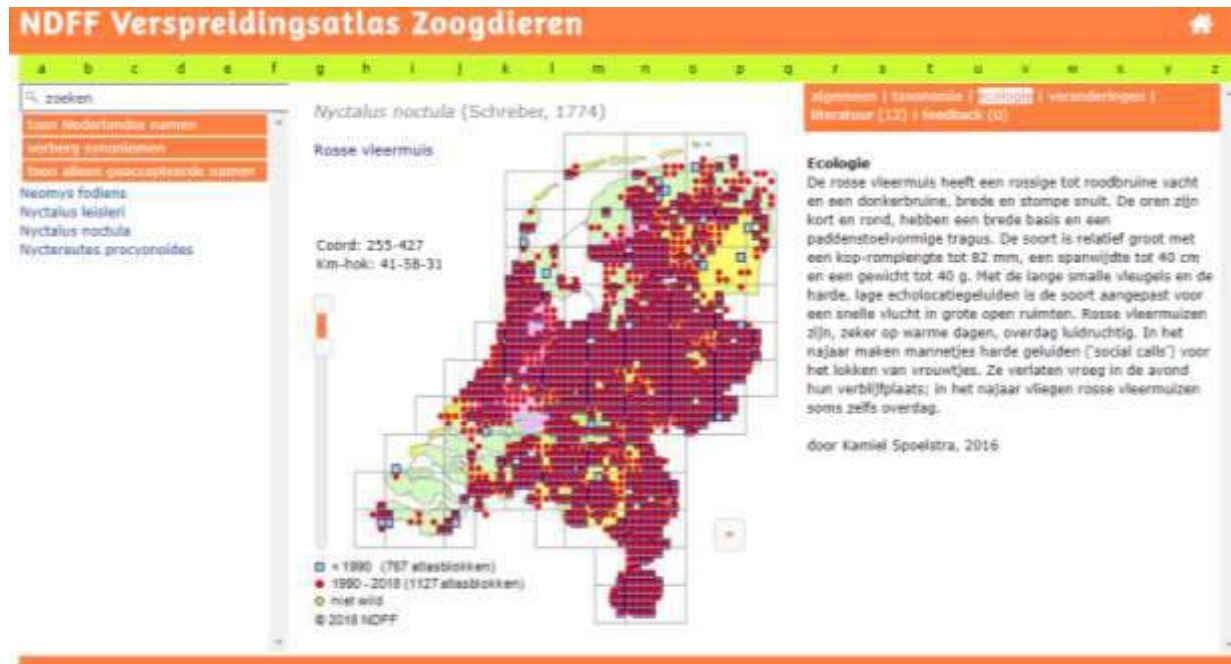 NDFF Verspreidingsatlas Zoogdieren
a b c d e f g h i j k l m n o p q r s t u v w x y z
zoeken
toon Nederlandse namen
verberg synoniemen
toon alleen geaccepteerde namen
Neomys fodiens
Nyctalus leisleri
Nyctalus noctula
Nyctereutes procyonoides
Nyctalus noctula (Schreber, 1774)
Rosse vleermuis
Coord: 255-427
Km-hok: 41-58-31
< 1990 (767 atlasblokken)
1990 - 2018 (1127 atlasblokken)
niet wild
© 2018 NDFF
algemeen | taxonomie | ecologie | veranderingen |
literatuur (12) | feedback (0)
Ecologie
De rosse vleermuis heeft een rossige tot roodbruine vacht
en een donkerbruine, brede en stompe snuit. De oren zijn
kort en rond, hebben een brede basis en een
paddenstoelvormige tragus. De soort is relatief groot met
een kop-romplengte tot 82 mm, een spanwijdte tot 40 cm
en een gewicht tot 40 g. Met de lange smalle vleugels en de
harde, lage echolocatiegeluiden is de soort aangepast voor
een snelle vlucht in grote open ruimten. Rosse vleermuizen
zijn, zeker op warme dagen, overdag luidruchtig. In het
najaar maken mannetjes harde geluiden ('social calls') voor
het lokken van vrouwtjes. Ze verlaten vroeg in de avond
hun verblijfplaats; in het najaar vliegen rosse vleermuizen
soms zelfs overdag.
door Kamiel Spoelstra, 2016